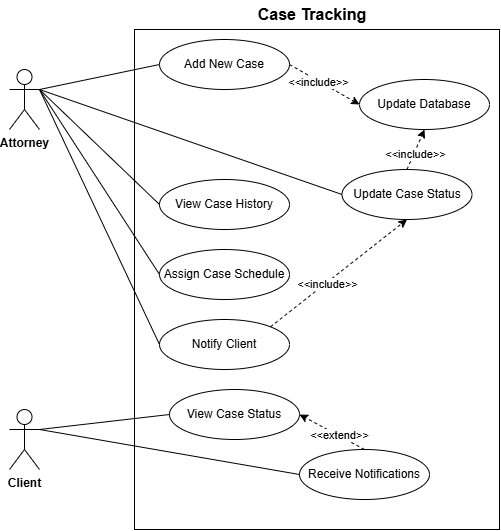 Case Tracking
Add New Case
<<include>>
Update Database
Attorney
<<include>>
Update Case Status
View Case History
Assign Case Schedule
<<include>>
Notify Client
View Case Status
<<extend>>
Receive Notifications
Client